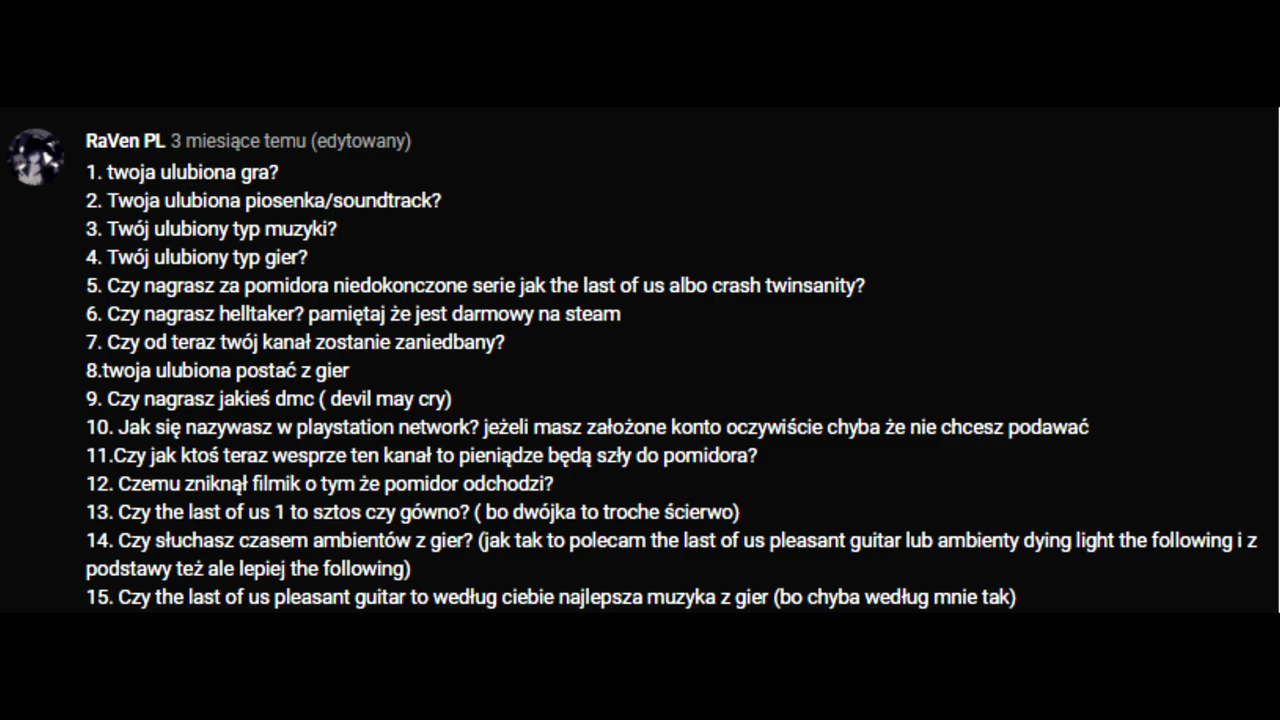 RaVen PL 3 miesiące temu (edytowany)
1. twoja ulubiona gra?
2. Twoja ulubiona piosenka/soundtrack?
3. Twój ulubiony typ muzyki?
4. Twój ulubiony typ gier?
5. Czy nagrasz za pomidora niedokonczone serie jak the last of us albo crash twinsanity?
6. Czy nagrasz helltaker? pamiętaj że jest darmowy na steam
7. Czy od teraz twój kanał zostanie zaniedbany?
8.twoja ulubiona postać z gier
9. Czy nagrasz jakieś dmc ( devil may cry)
10. Jak się nazywasz w playstation network? jeżeli masz założone konto oczywiście chyba że nie chcesz podawać
11.Czy jak ktoś teraz wesprze ten kanał to pieniądze będą szły do pomidora?
12. Czemu zniknął filmik o tym że pomidor odchodzi?
13. Czy the last of us 1 to sztos czy gówno? ( bo dwójka to troche ścierwo)
14. Czy słuchasz czasem ambientów z gier? (jak tak to polecam the last of us pleasant guitar lub ambienty dying light the following i z
podstawy też ale lepiej the following)
15. Czy the last of us pleasant guitar to według ciebie najlepsza muzyka z gier (bo chyba według mnie tak)